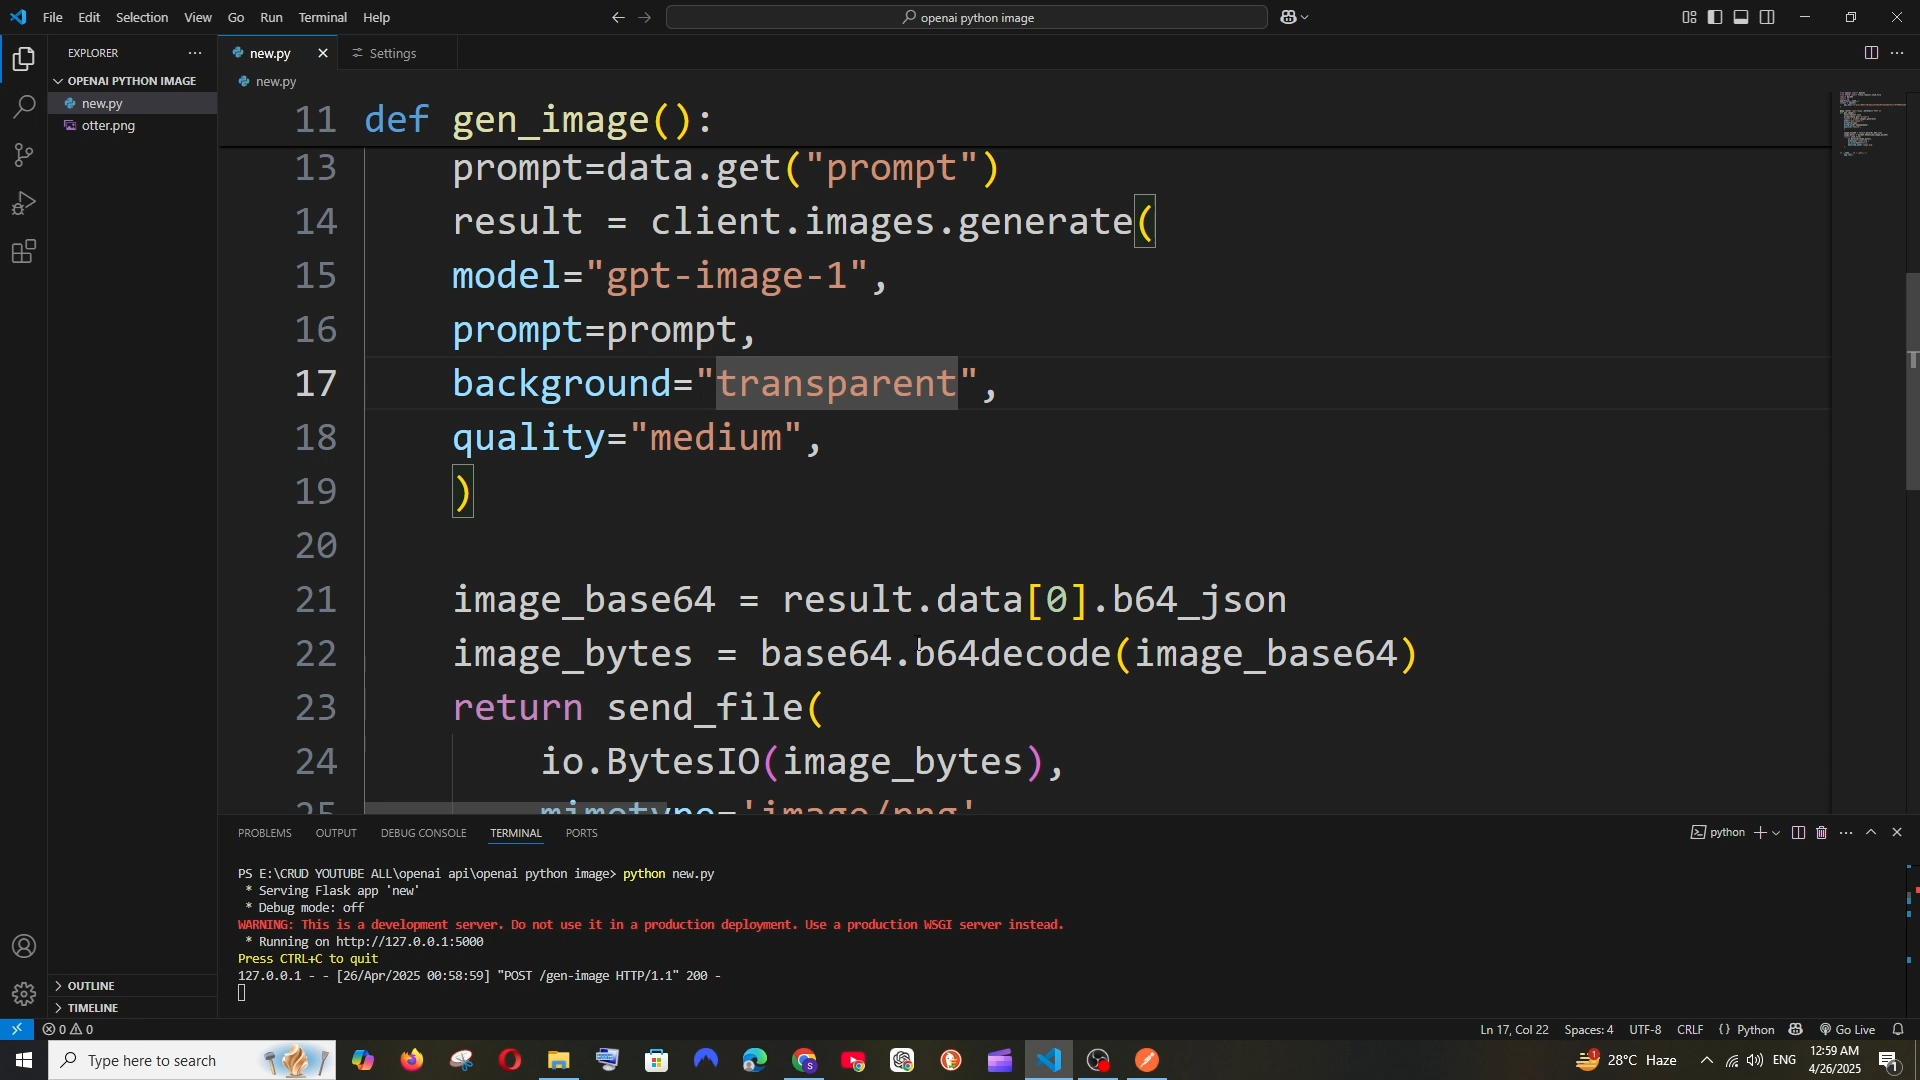 File Edit Selection View Go Run Terminal Help
openai python image
EXPLORER
OPENAI PYTHON IMAGE
new.py
otter.png
OUTLINE
TIMELINE
new.py
Settings
new.py
11 def gen_image():
13 prompt=data.get("prompt")
14 result = client.images.generate(
15 model="gpt-image-1",
16 prompt=prompt,
17 background="transparent",
18 quality="medium",
19 )
20
21 image_base64 = result.data[0].b64_json
22 image_bytes = base64.b64decode(image_base64)
23 return send_file(
24 io.BytesIO(image_bytes),
25 mimetype='image/png'
PROBLEMS OUTPUT DEBUG CONSOLE TERMINAL PORTS
python
PS E:\CRUD YOUTUBE ALL\openai api\openai python image> python new.py
* Serving Flask app 'new'
* Debug mode: off
WARNING: This is a development server. Do not use it in a production deployment. Use a production WSGI server instead.
* Running on http://127.0.0.1:5000
Press CTRL+C to quit
127.0.0.1 - - [26/Apr/2025 00:58:59] "POST /gen-image HTTP/1.1" 200 -
0 0
Ln 17, Col 22 Spaces: 4 UTF-8 CRLF {} Python Go Live
Type here to search
28°C Haze
ENG
12:59 AM
4/26/2025